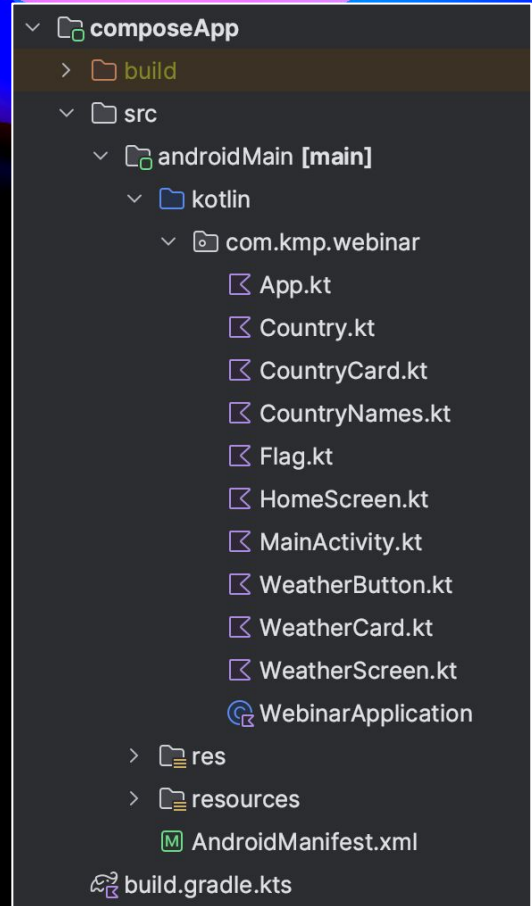 composeApp
build
src
androidMain [main]
kotlin
com.kmp.webinar
App.kt
Country.kt
CountryCard.kt
CountryNames.kt
Flag.kt
HomeScreen.kt
MainActivity.kt
WeatherButton.kt
WeatherCard.kt
WeatherScreen.kt
WebinarApplication
res
resources
AndroidManifest.xml
build.gradle.kts